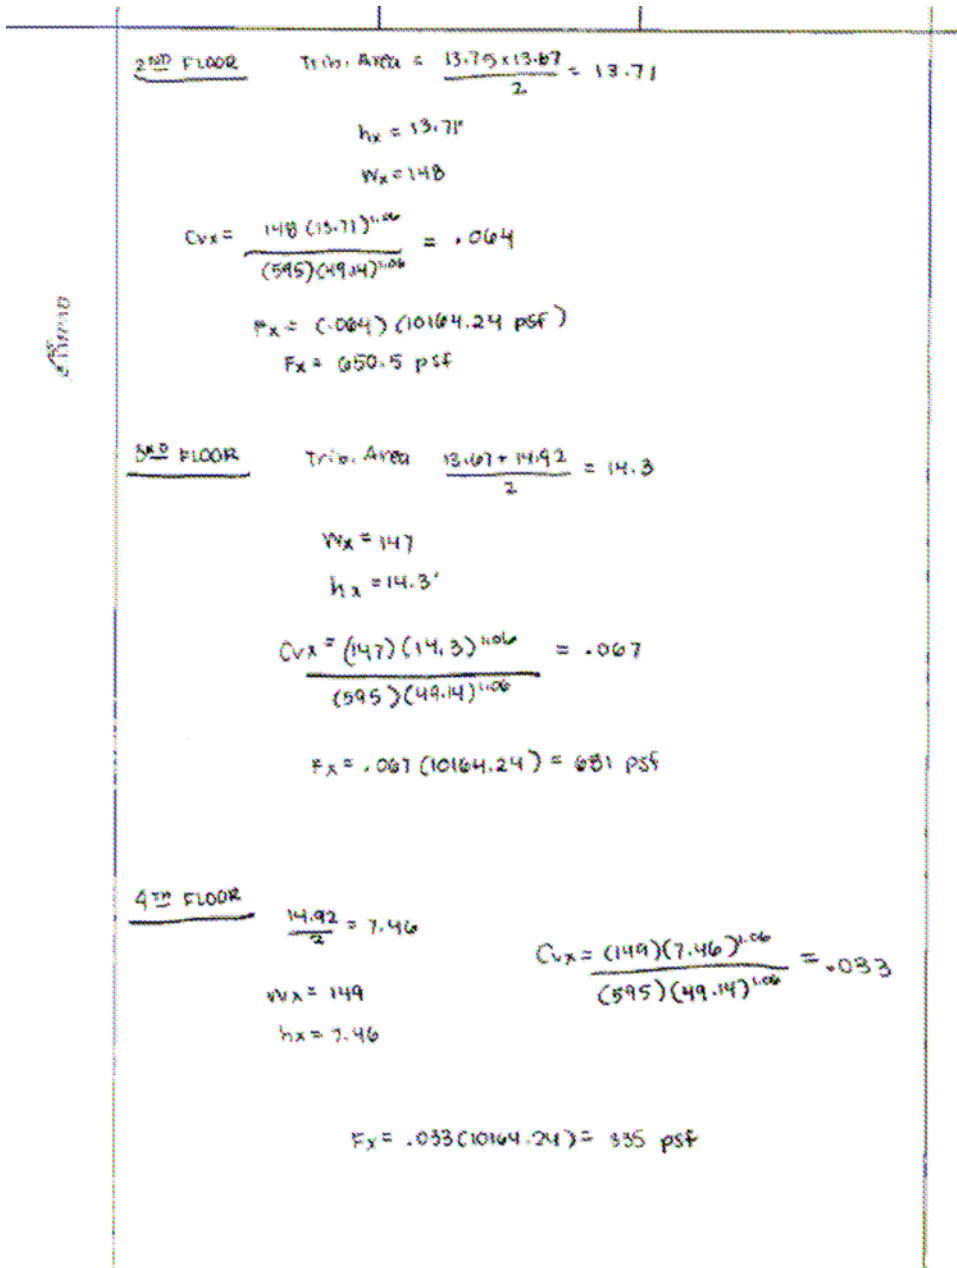 2ND FLOOR Trib. Area = 13.75x13.67/2 = 13.71
hx = 13.71'
Wx = 148
Cvx = 148 (13.71)^1.06/(595)(49.14)^1.06 = .064
Fx = (.064) (10164.24 psf)
Fx = 650.5 psf
3RD FLOOR Trib. Area 13.67 + 14.92/2 = 14.3
Wx = 147
hx = 14.3'
Cvx = (147) (14.3)^1.06/(595)(49.14)^1.06 = .067
Fx = .067 (10164.24) = 681 psf
4TH FLOOR
14.92/2 = 7.46
Cvx = (149)(7.46)^1.06/(595)(49.14)^1.06 = .033
Wx = 149
hx = 7.46
Fx = .033 (10164.24) = 335 psf